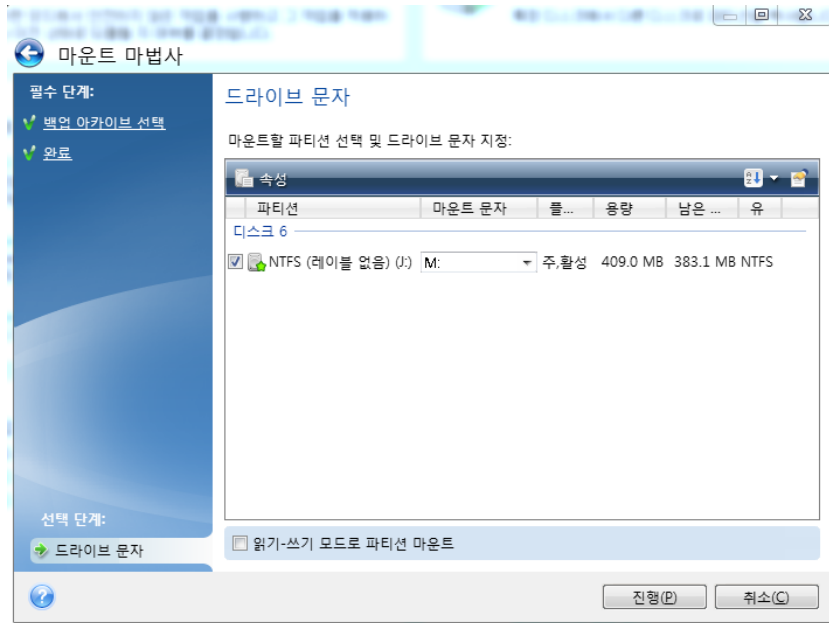 마운트 마법사
필수 단계:
백업 아카이브 선택
완료
선택 단계:
드라이브 문자
드라이브 문자
마운트할 파티션 선택 및 드라이브 문자 지정:
속성
파티션 마운트 문자 플... 용량 남은 ... 유
디스크 6
NTFS (레이블 없음) (J:) M: 주,활성 409.0 MB 383.1 MB NTFS
읽기-쓰기 모드로 파티션 마운트
진행(P) 취소(C)